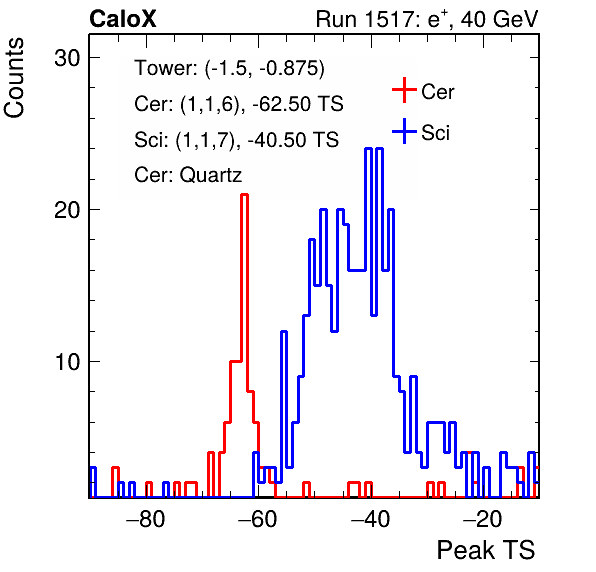 CaloX Run 1517: e⁺, 40 GeV
Counts
30
Tower: (-1.5, -0.875)
Cer: (1,1,6), -62.50 TS
Sci: (1,1,7), -40.50 TS
Cer: Quartz
Cer
Sci
20
10
−80 −60 −40 −20
Peak TS